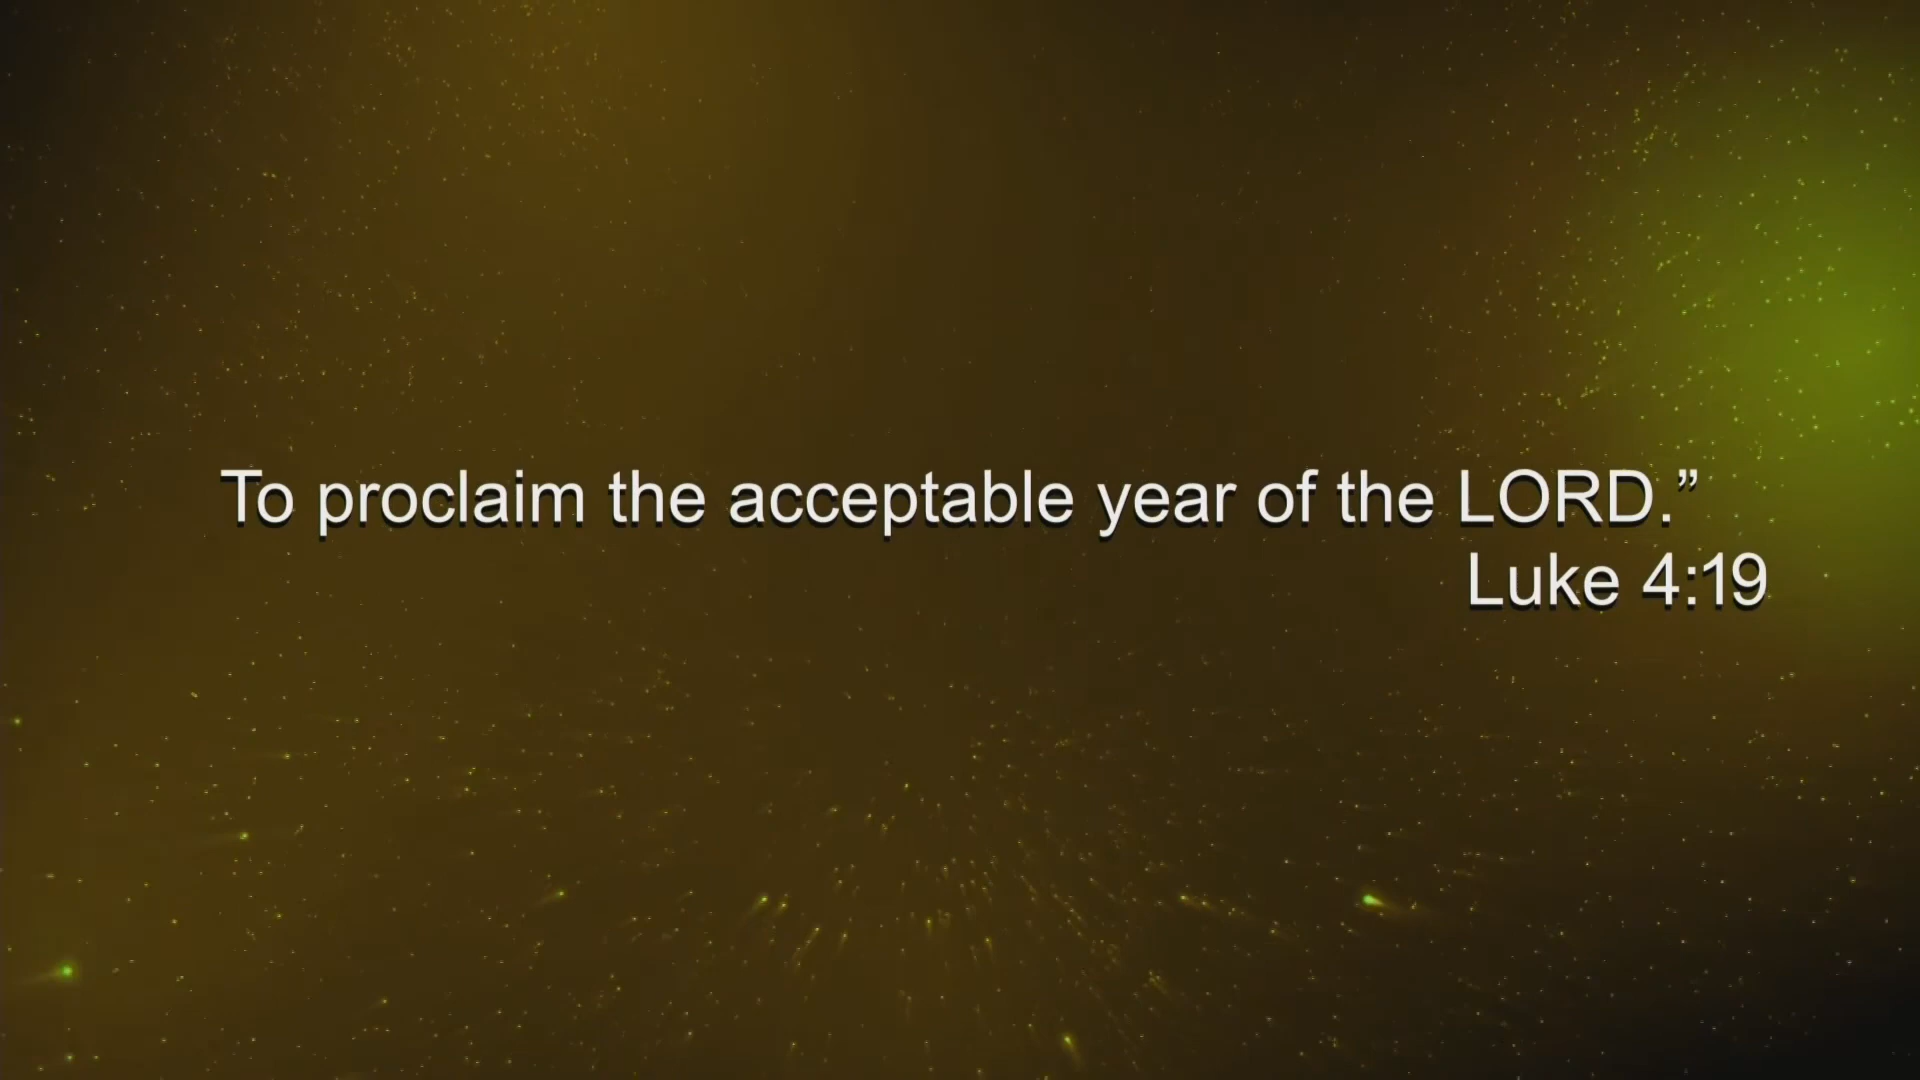 To proclaim the acceptable year of the LORD.”
Luke 4:19